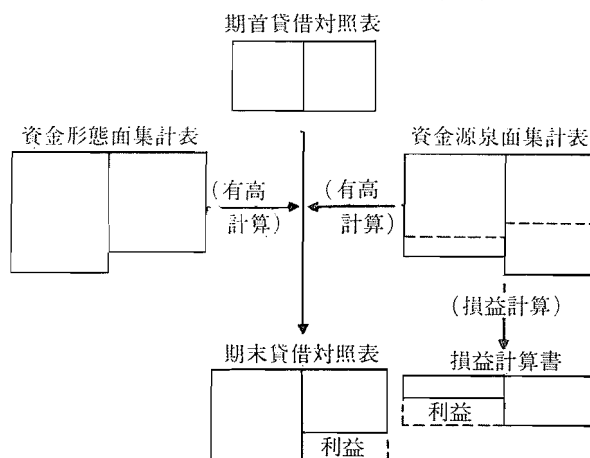 期首貸借対照表
資金形態面集計表
資金源泉面集計表
(有高
計算)
(有高
計算)
(損益計算)
期末貸借対照表
損益計算書
利益
利益